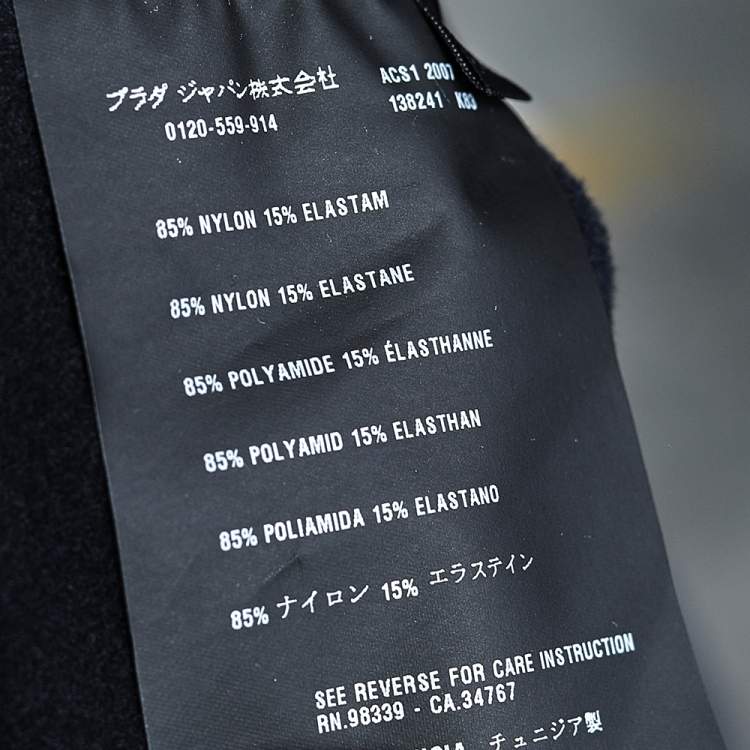 プラダ ジャパン株式会社 ACS1 2007
0120-559-914 138241 K83
85% NYLON 15% ELASTAM
85% NYLON 15% ELASTANE
85% POLYAMIDE 15% ÉLASTHANNE
85% POLYAMID 15% ELASTHAN
85% POLIAMIDA 15% ELASTANO
85% ナイロン 15% エラステイン
SEE REVERSE FOR CARE INSTRUCTION
RN.98339 - CA.34767
チュニジア製